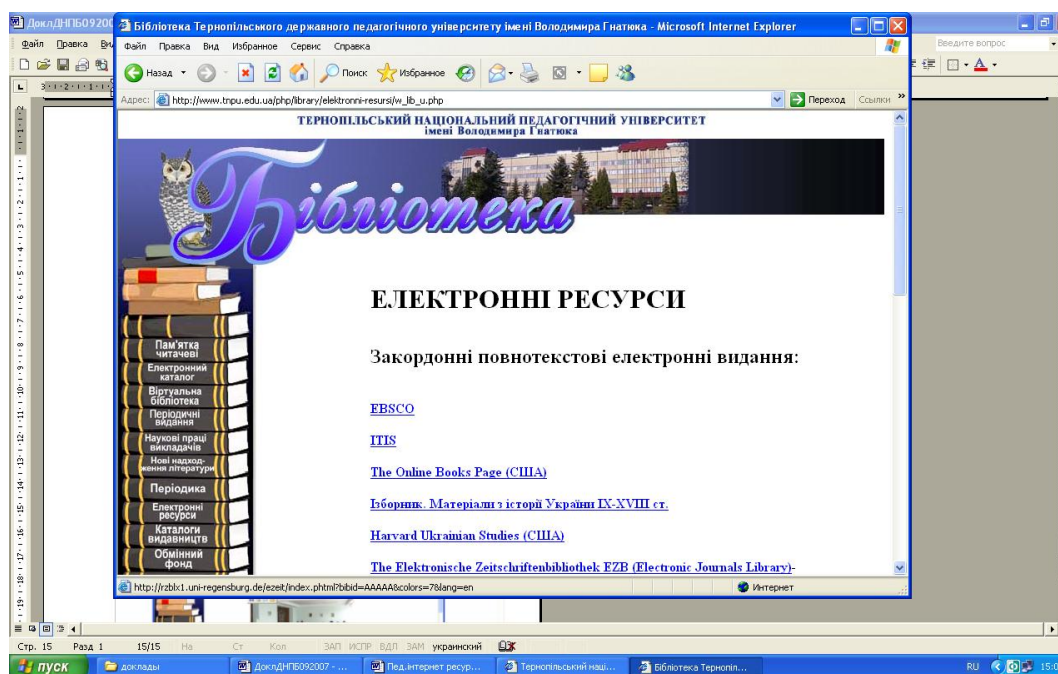 ДоклДНПБ09200
Бібліотека Тернопільського державного педагогічного університету імені Володимира Гнатюка - Microsoft Internet Explorer
Файл Правка Ви
Файл Правка Вид Избранное Сервис Справка
Введите вопрос
Назад Поиск Избранное
Адрес: http://www.tnpu.edu.ua/php/library/elektronni-resursi/w_lib_u.php Переход Ссылки »
ТЕРНОПІЛЬСЬКИЙ НАЦІОНАЛЬНИЙ ПЕДАГОГІЧНИЙ УНІВЕРСИТЕТ
імені Володимира Гнатюка
Бібліотека
ЕЛЕКТРОННІ РЕСУРСИ
Закордонні повнотекстові електронні видання:
EBSCO
ITIS
The Online Books Page (США)
Ізборник. Матеріали з історії України IX-XVIII ст.
Harvard Ukrainian Studies (США)
The Elektronische Zeitschriftenbibliothek EZB (Electronic Journals Library)-
Пам'ятка
читачеві
Електронний
каталог
Віртуальна
бібліотека
Періодичні
видання
Наукові праці
викладачів
Нові надход-
ження літератури
Періодика
Електронні
ресурси
Каталоги
видавництв
Обмінний
фонд
http://rzblx1.uni-regensburg.de/ezeit/index.phtml?bibid=AAAAA&colors=7&lang=en Интернет
Стр. 15 Разд 1 15/15 На Ст Кол ЗАП ИСПР ВДЛ ЗАМ украинский
пуск доклады ДоклДНПБ092007 - ... Пед.інтернет ресур... Тернопільський наці... Бібліотека Тернопіл... RU 15:0